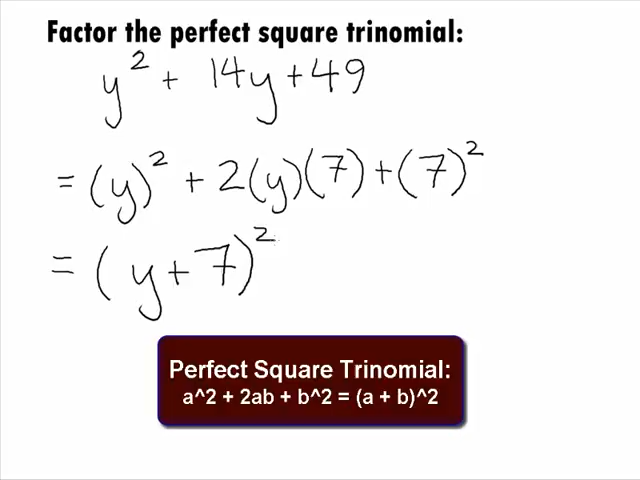 Factor the perfect square trinomial:
y² + 14y + 49
= (y)² + 2(y)(7) + (7)²
= (y + 7)²
Perfect Square Trinomial:
a^2 + 2ab + b^2 = (a + b)^2